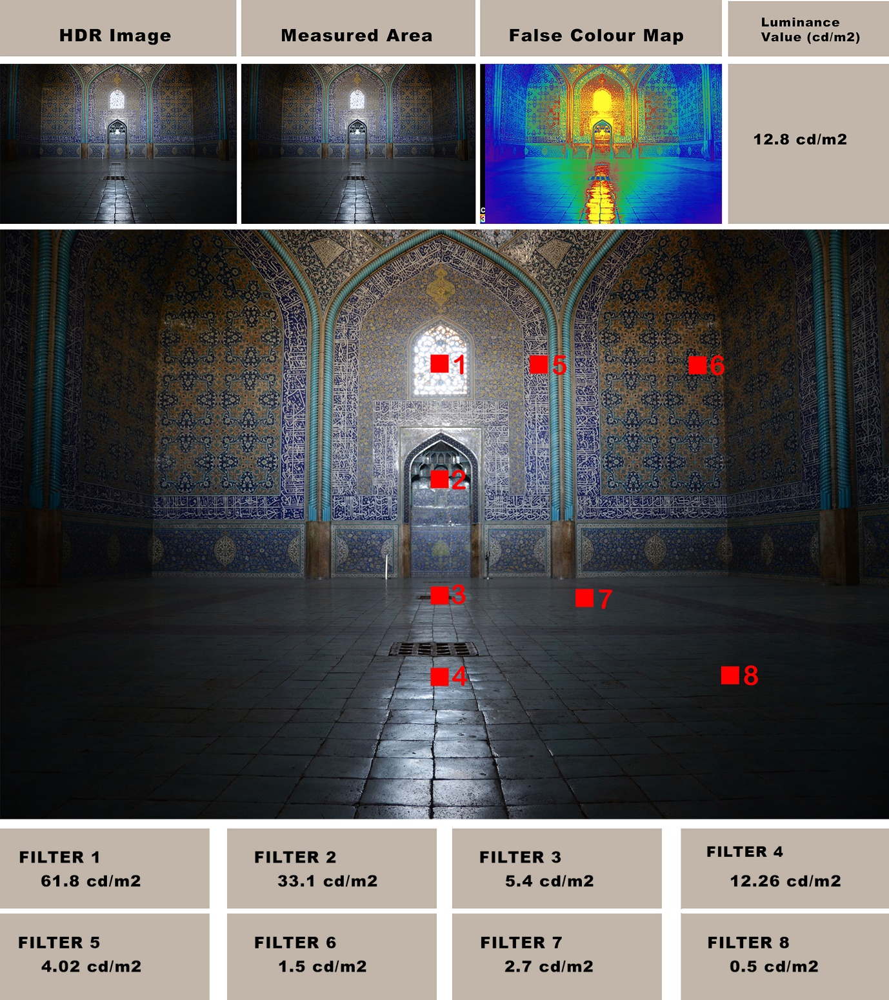 HDR Image
Measured Area
False Colour Map
Luminance
Value (cd/m2)
12.8 cd/m2
1
5
6
2
3
7
4
8
FILTER 1
61.8 cd/m2
FILTER 2
33.1 cd/m2
FILTER 3
5.4 cd/m2
FILTER 4
12.26 cd/m2
FILTER 5
4.02 cd/m2
FILTER 6
1.5 cd/m2
FILTER 7
2.7 cd/m2
FILTER 8
0.5 cd/m2